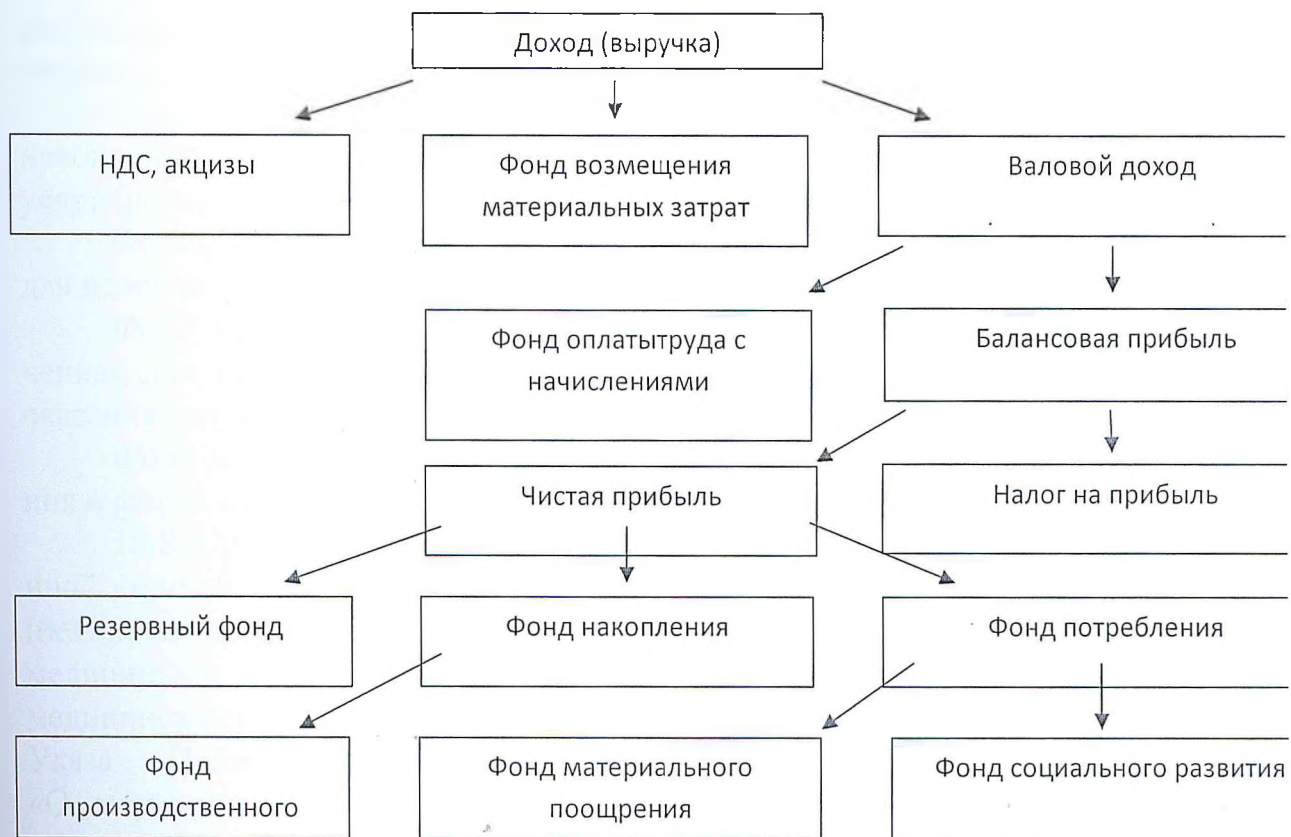 Доход (выручка)
НДС, акцизы
Фонд возмещения
материальных затрат
Валовой доход
Фонд оплатытруда с
начислениями
Балансовая прибыль
Чистая прибыль
Налог на прибыль
Резервный фонд
Фонд накопления
Фонд потребления
Фонд
производственного
Фонд материального
поощрения
Фонд социального развития